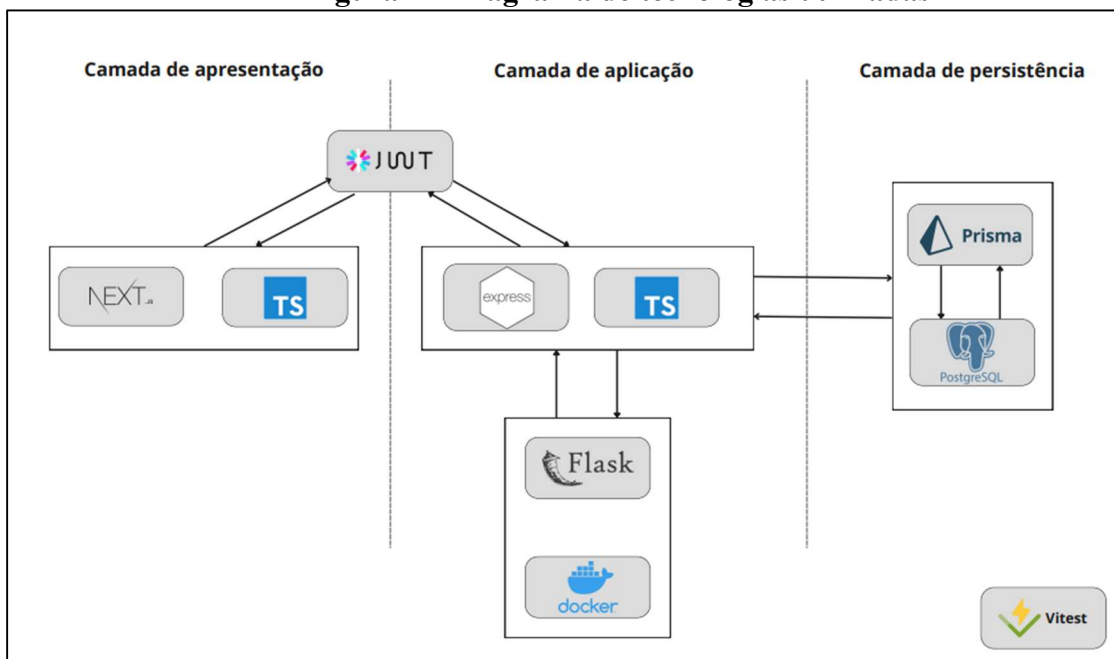 Camada de apresentação
Camada de aplicação
Camada de persistência
JWT
NEXT.JS
TS
express
TS
Prisma
PostgreSQL
Flask
docker
Vitest